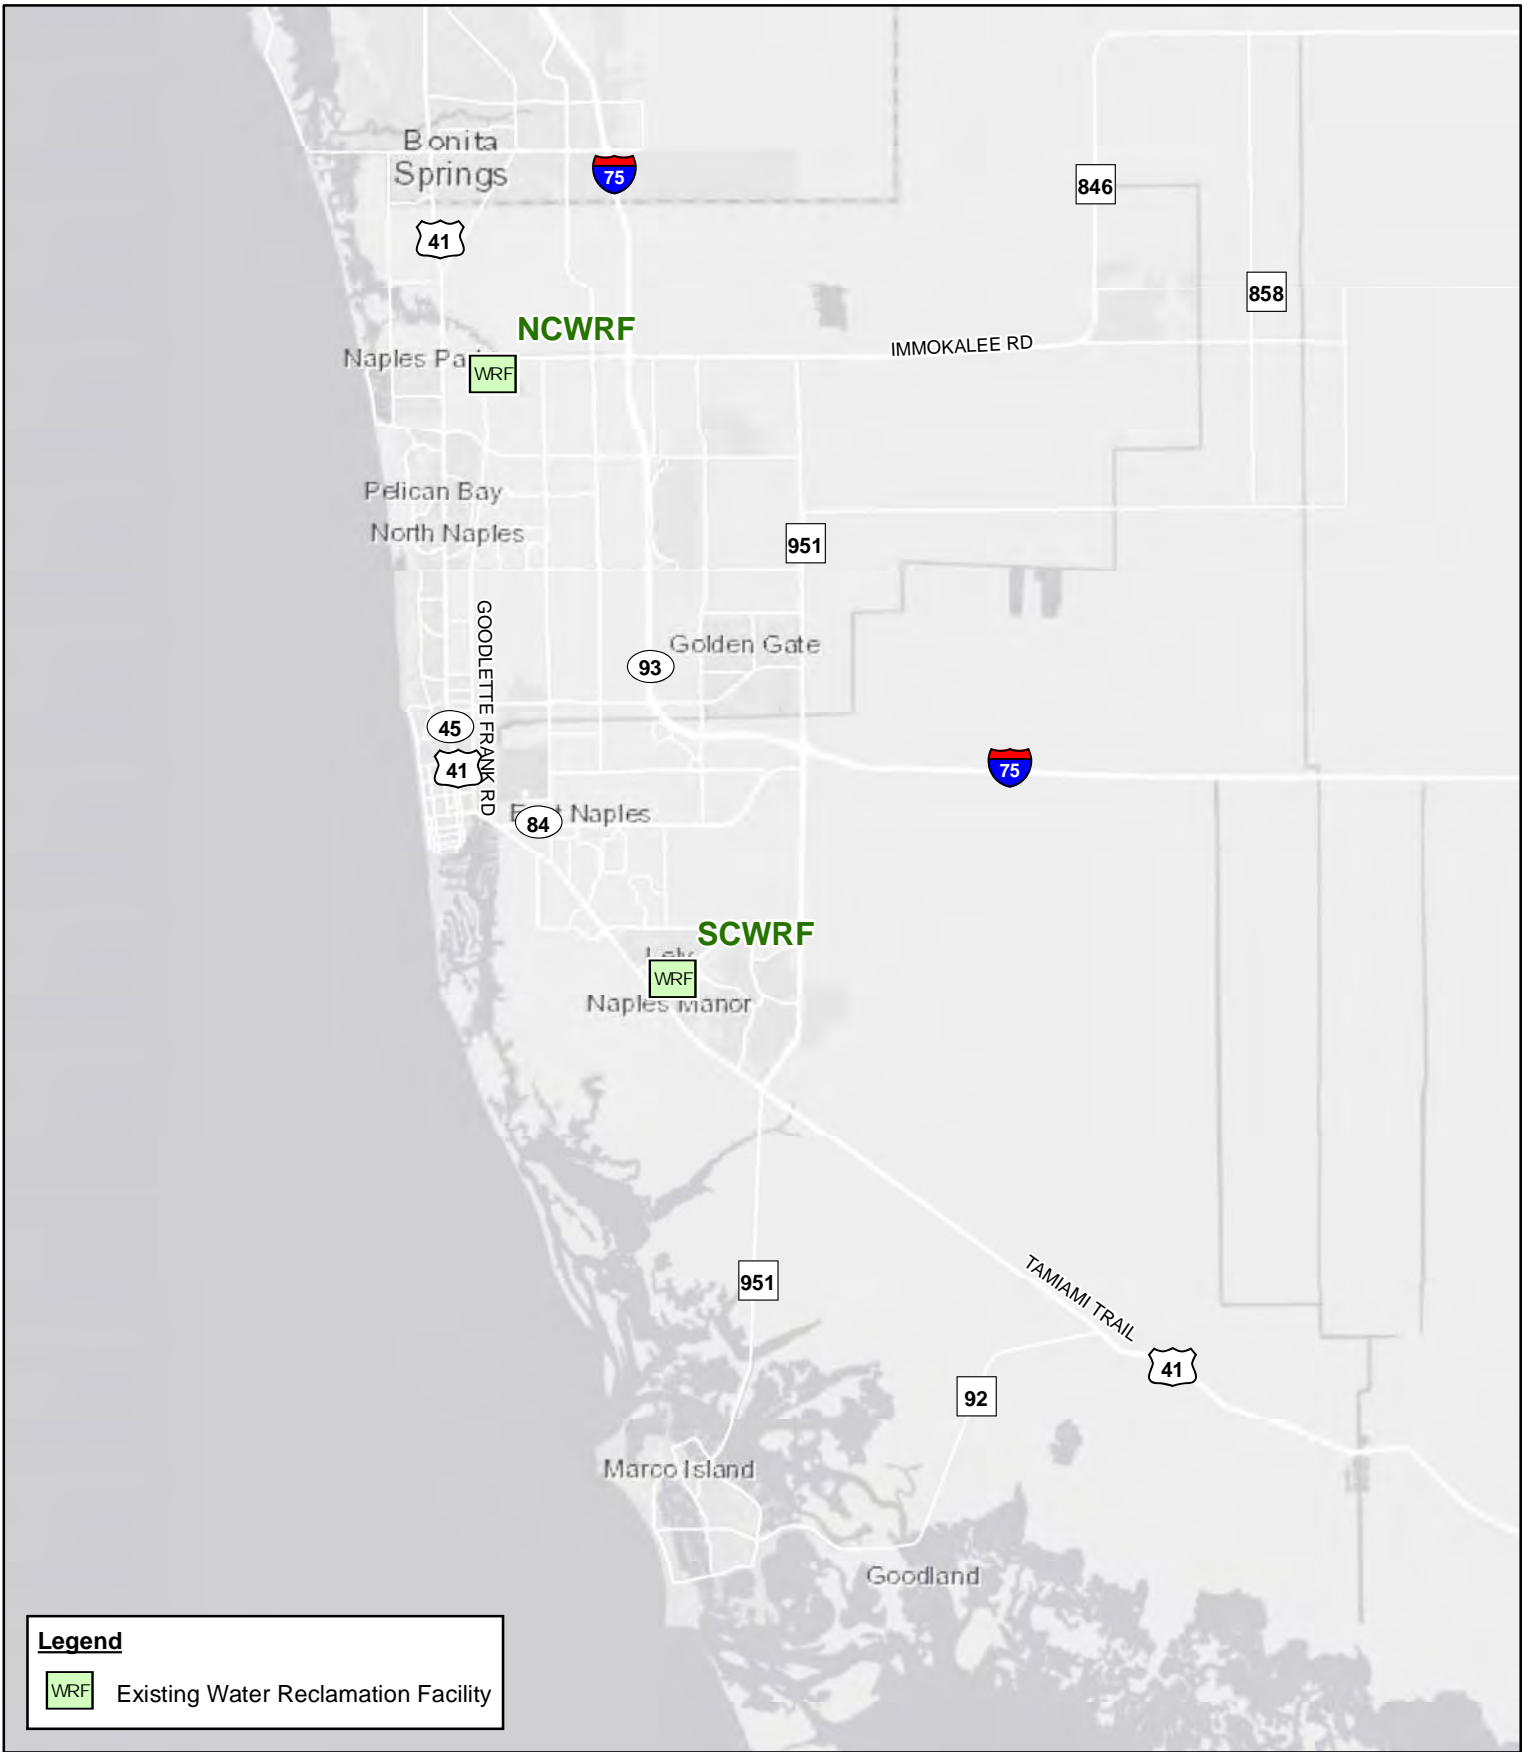 Bonita
Springs
75
846
41
858
NCWRF
IMMOKALEE RD
Naples
WRF
Pelican Bay
North Naples
951
GOODLETTE FRANK RD
Golden Gate
93
45
41
75
Naples
84
SCWRF
WRF
Naples Manor
951
TAMIAMI TRAIL
41
92
Marco Island
Goodland
Legend
WRF Existing Water Reclamation Facility